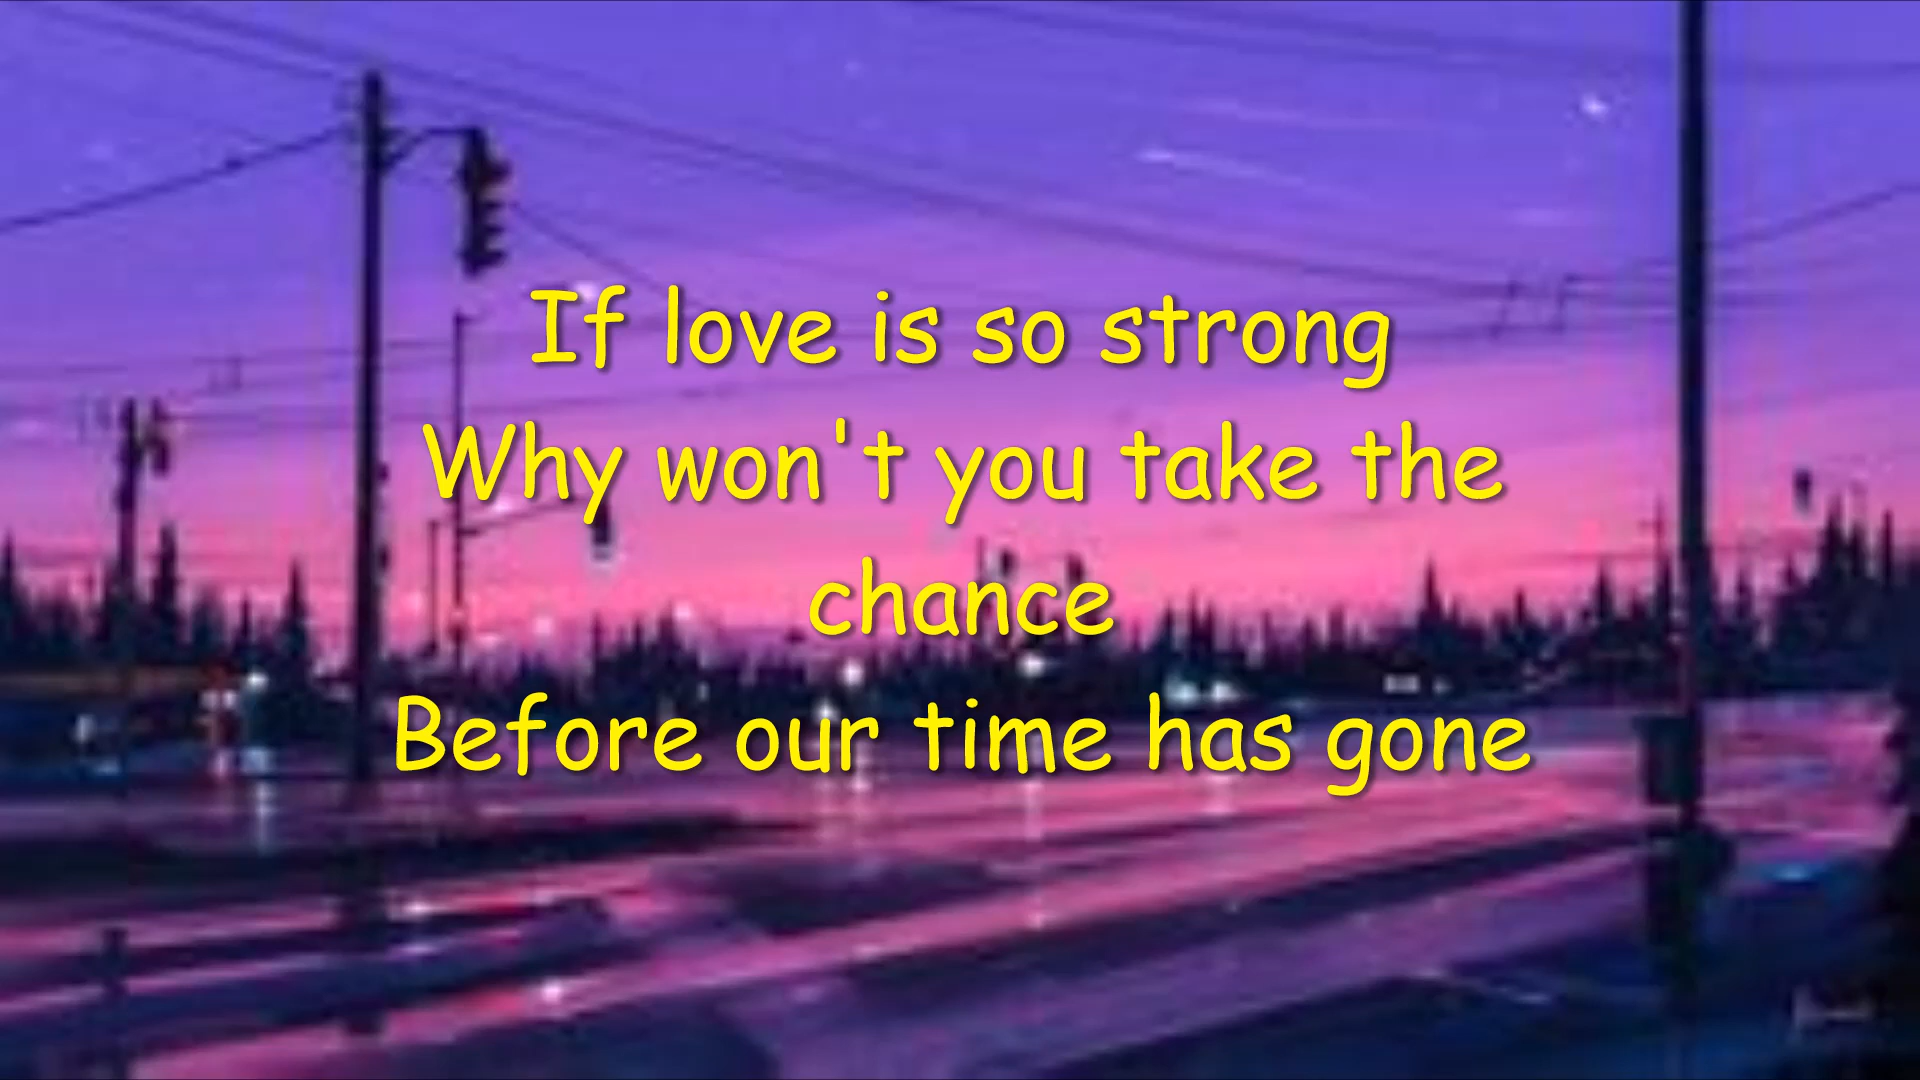 If love is so strong
Why won't you take the
chance
Before our time has gone